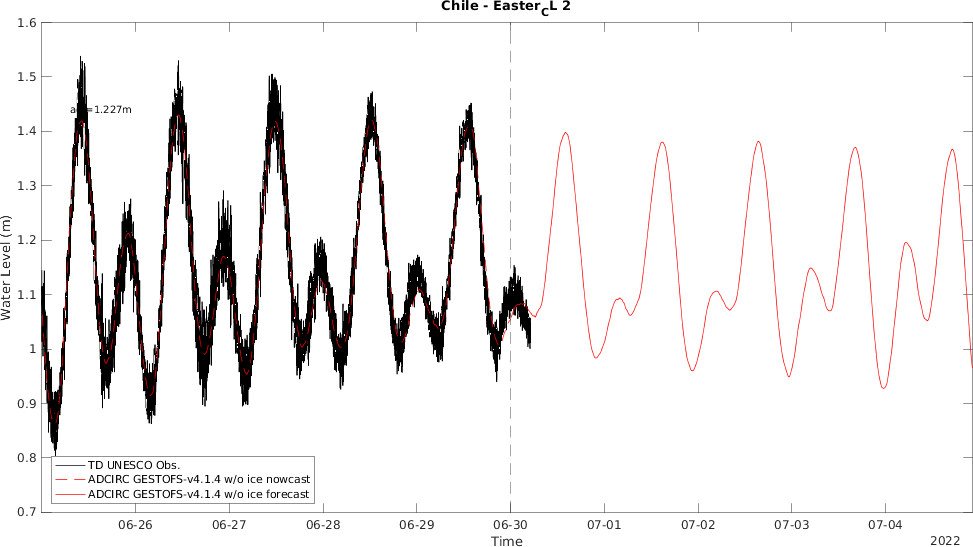 Chile - Easter_CL 2
1.6
1.5
1.4
1.3
1.2
1.1
1
0.9
0.8
0.7
Water Level (m)
=1.227m
TD UNESCO Obs.
ADCIRC GESTOFS-v4.1.4 w/o ice nowcast
ADCIRC GESTOFS-v4.1.4 w/o ice forecast
06-26 06-27 06-28 06-29 06-30 07-01 07-02 07-03 07-04
Time
2022